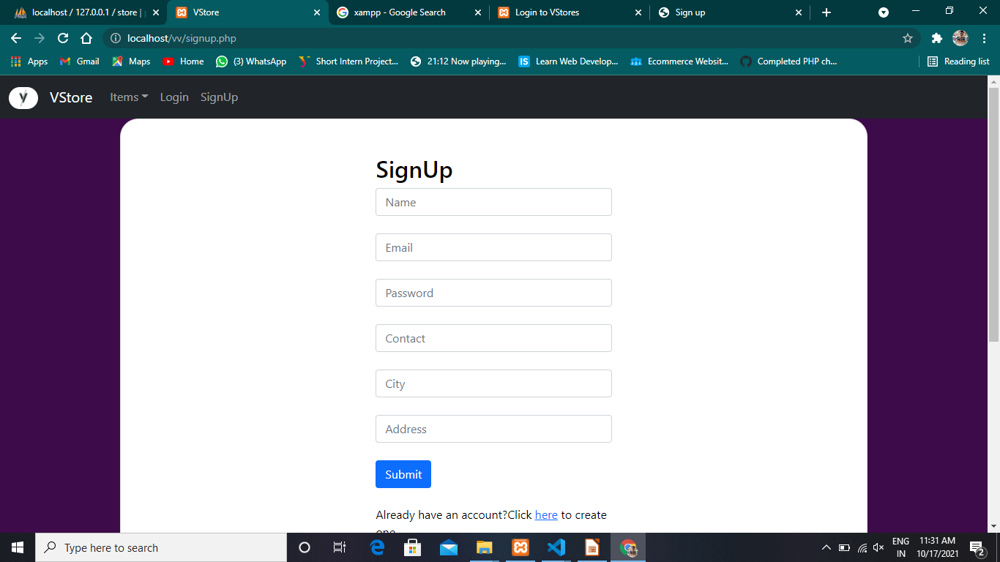 localhost / 127.0.0.1 / store | p
VStore
xampp - Google Search
Login to VStores
Sign up
localhost/vv/signup.php
Apps
Gmail
Maps
Home
(3) WhatsApp
Short Intern Project...
21:12 Now playing...
Learn Web Develop...
Ecommerce Websit...
Completed PHP ch...
Reading list
y VStore Items Login SignUp
SignUp
Name
Email
Password
Contact
City
Address
Submit
Already have an account?Click here to create
one
Type here to search
ENG
IN
11:31 AM
10/17/2021
2